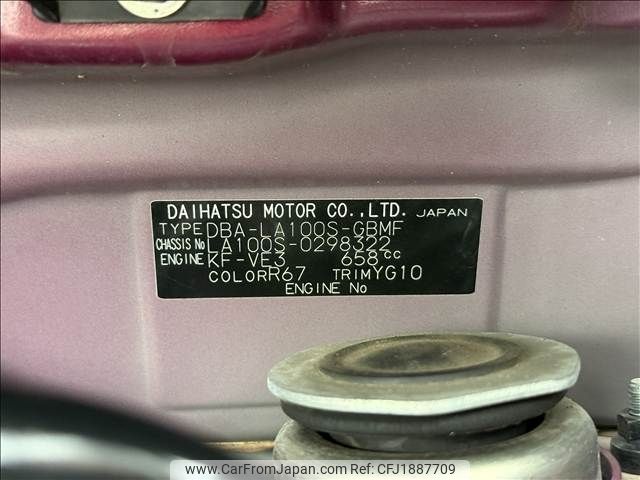 DAIHATSU MOTOR CO.,LTD. JAPAN
TYPE DBA-LA100S-GBMF
CHASSIS No LA100S-0298322
ENGINE KF-VE3 658cc
COLOR R67 TRIM YG10
ENGINE No
www.CarFromJapan.com Ref ID: CFJ1887709